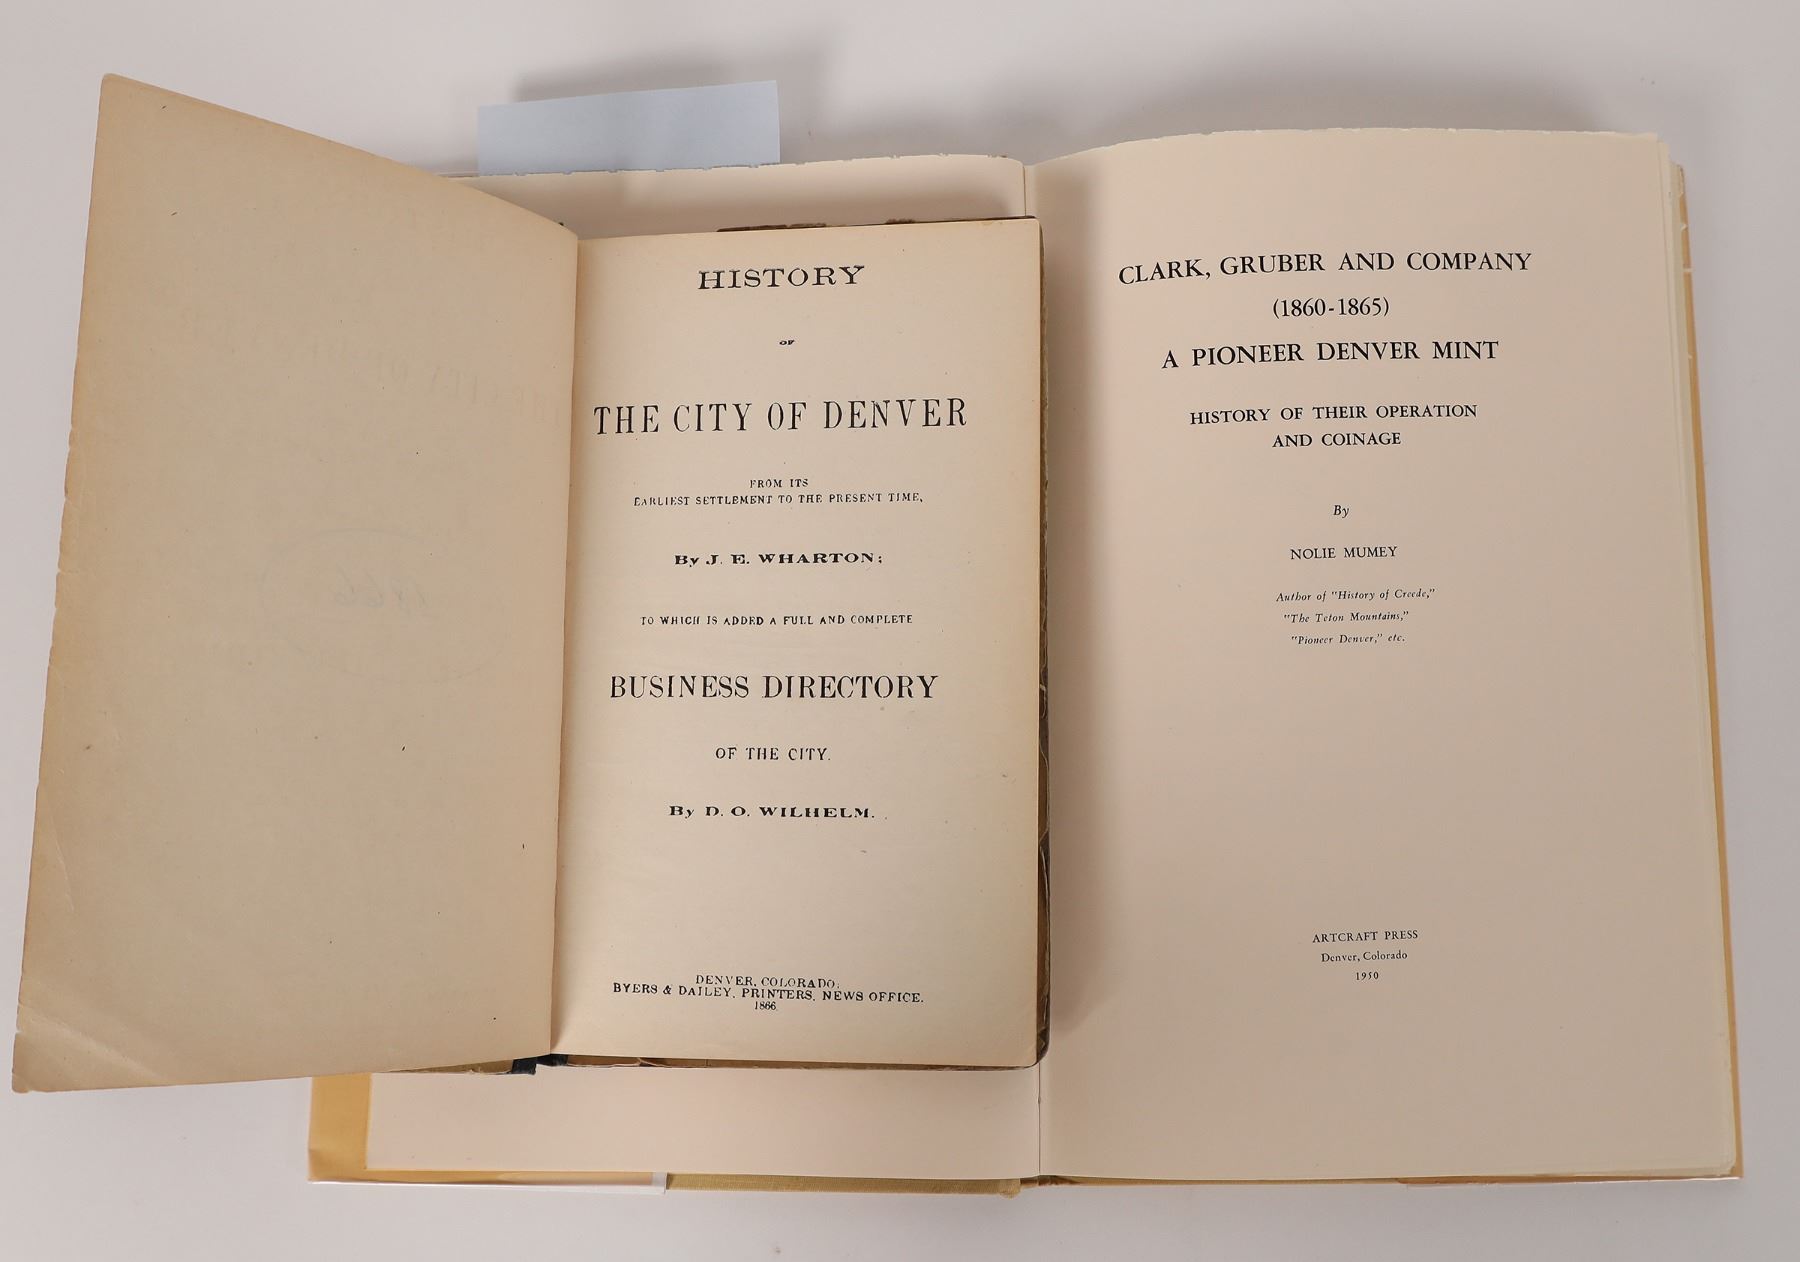 HISTORY
OF
THE CITY OF DENVER
FROM ITS
EARLIEST SETTLEMENT TO THE PRESENT TIME,
By J. E. WHARTON;
TO WHICH IS ADDED A FULL AND COMPLETE
BUSINESS DIRECTORY
OF THE CITY.
By D. O. WILHELM.
DENVER, COLORADO:
BYERS & DAILEY, PRINTERS, NEWS OFFICE.
1866.
CLARK, GRUBER AND COMPANY
(1860-1865)
A PIONEER DENVER MINT
HISTORY OF THEIR OPERATION
AND COINAGE
By
NOLIE MUMEY
Author of "History of Creede,"
"The Teton Mountains,"
"Pioneer Denver," etc.
ARTCRAFT PRESS
Denver, Colorado
1950